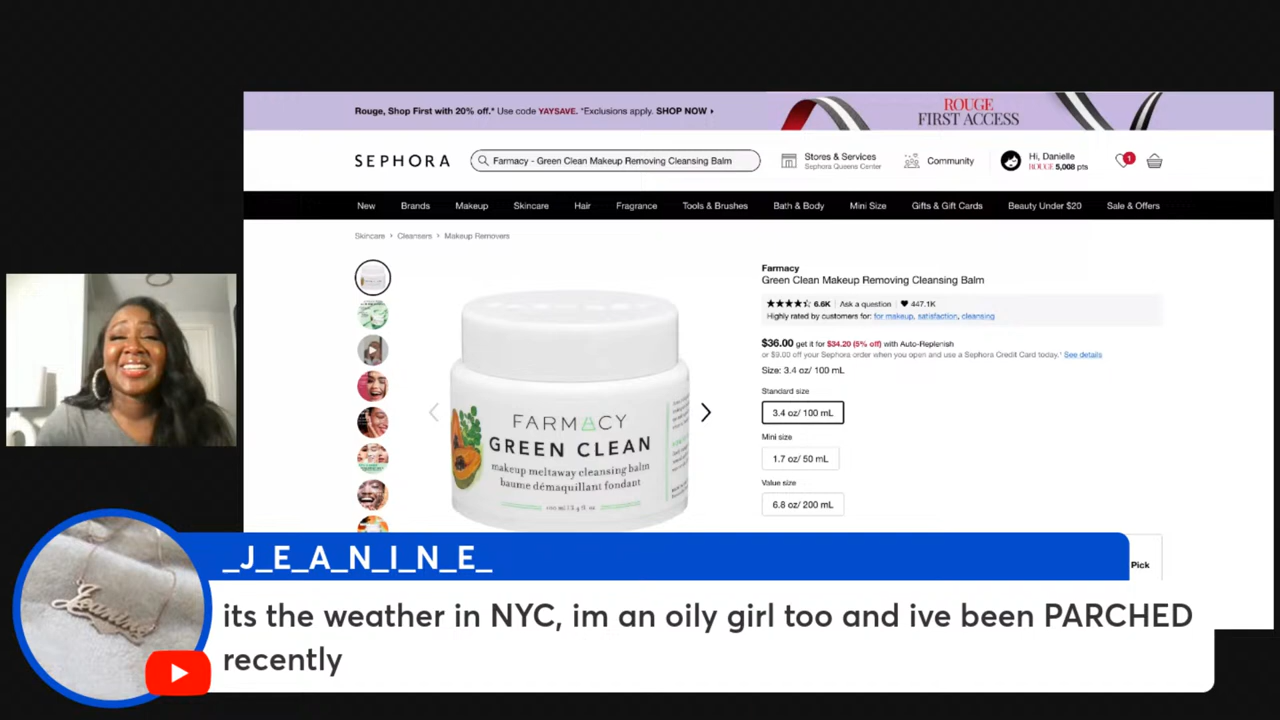 Rouge, Shop First with 20% off.* Use code YAYSAVE. *Exclusions apply. SHOP NOW ▸
ROUGE
FIRST ACCESS
SEPHORA
Farmacy - Green Clean Makeup Removing Cleansing Balm
Stores & Services
Sephora Queens Center
Community
Hi, Danielle
ROUGE 5,008 pts
1
New Brands Makeup Skincare Hair Fragrance Tools & Brushes Bath & Body Mini Size Gifts & Gift Cards Beauty Under $20 Sale & Offers
Skincare > Cleansers > Makeup Removers
Farmacy
Green Clean Makeup Removing Cleansing Balm
6.6K | Ask a question | 447.1K
Highly rated by customers for: for makeup, satisfaction, cleansing
$36.00 get it for $34.20 (5% off) with Auto-Replenish
or $9.00 off your Sephora order when you open and use a Sephora Credit Card today.¹ See details
Size: 3.4 oz/ 100 mL
Standard size
3.4 oz/ 100 mL
Mini size
1.7 oz/ 50 mL
Value size
6.8 oz/ 200 mL
Pick
FARMACY
GREEN CLEAN
makeup meltaway cleansing balm
baume démaquillant fondant
100 ml / 3.4 fl. oz.
Jeanine
_J_E_A_N_I_N_E_
its the weather in NYC, im an oily girl too and ive been PARCHED
recently